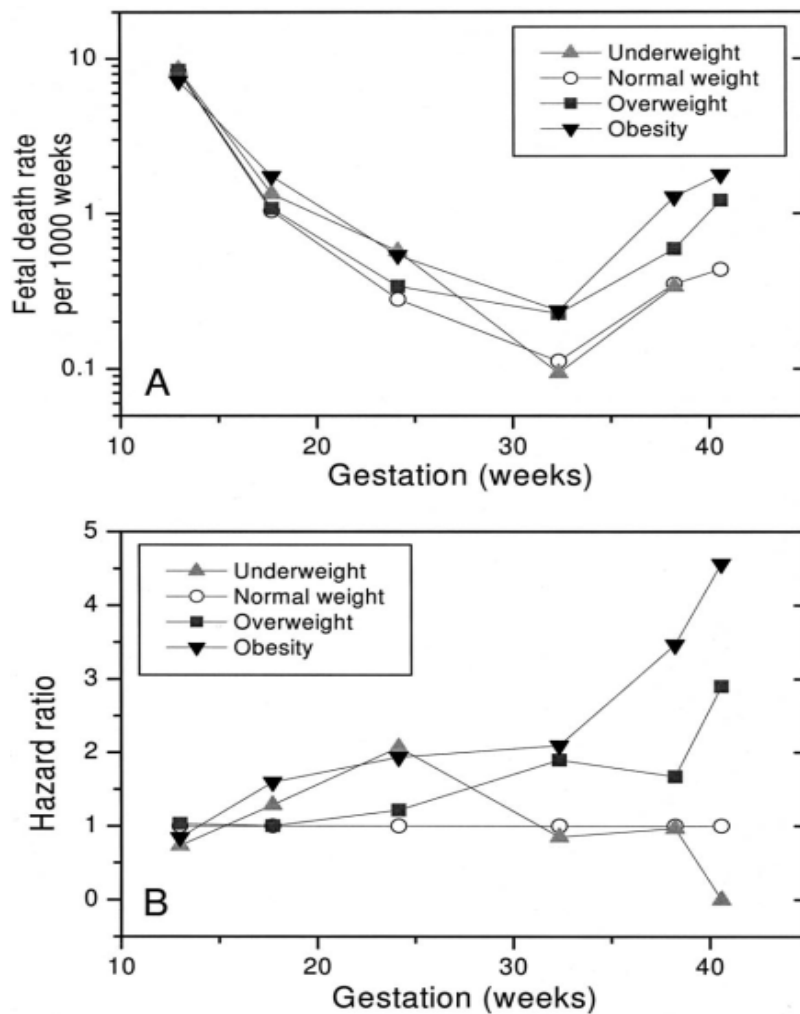 10
1
0.1
Fetal death rate
per 1000 weeks
Underweight
Normal weight
Overweight
Obesity
A
10 20 30 40
Gestation (weeks)
5
4
3
2
1
0
Hazard ratio
Underweight
Normal weight
Overweight
Obesity
B
10 20 30 40
Gestation (weeks)